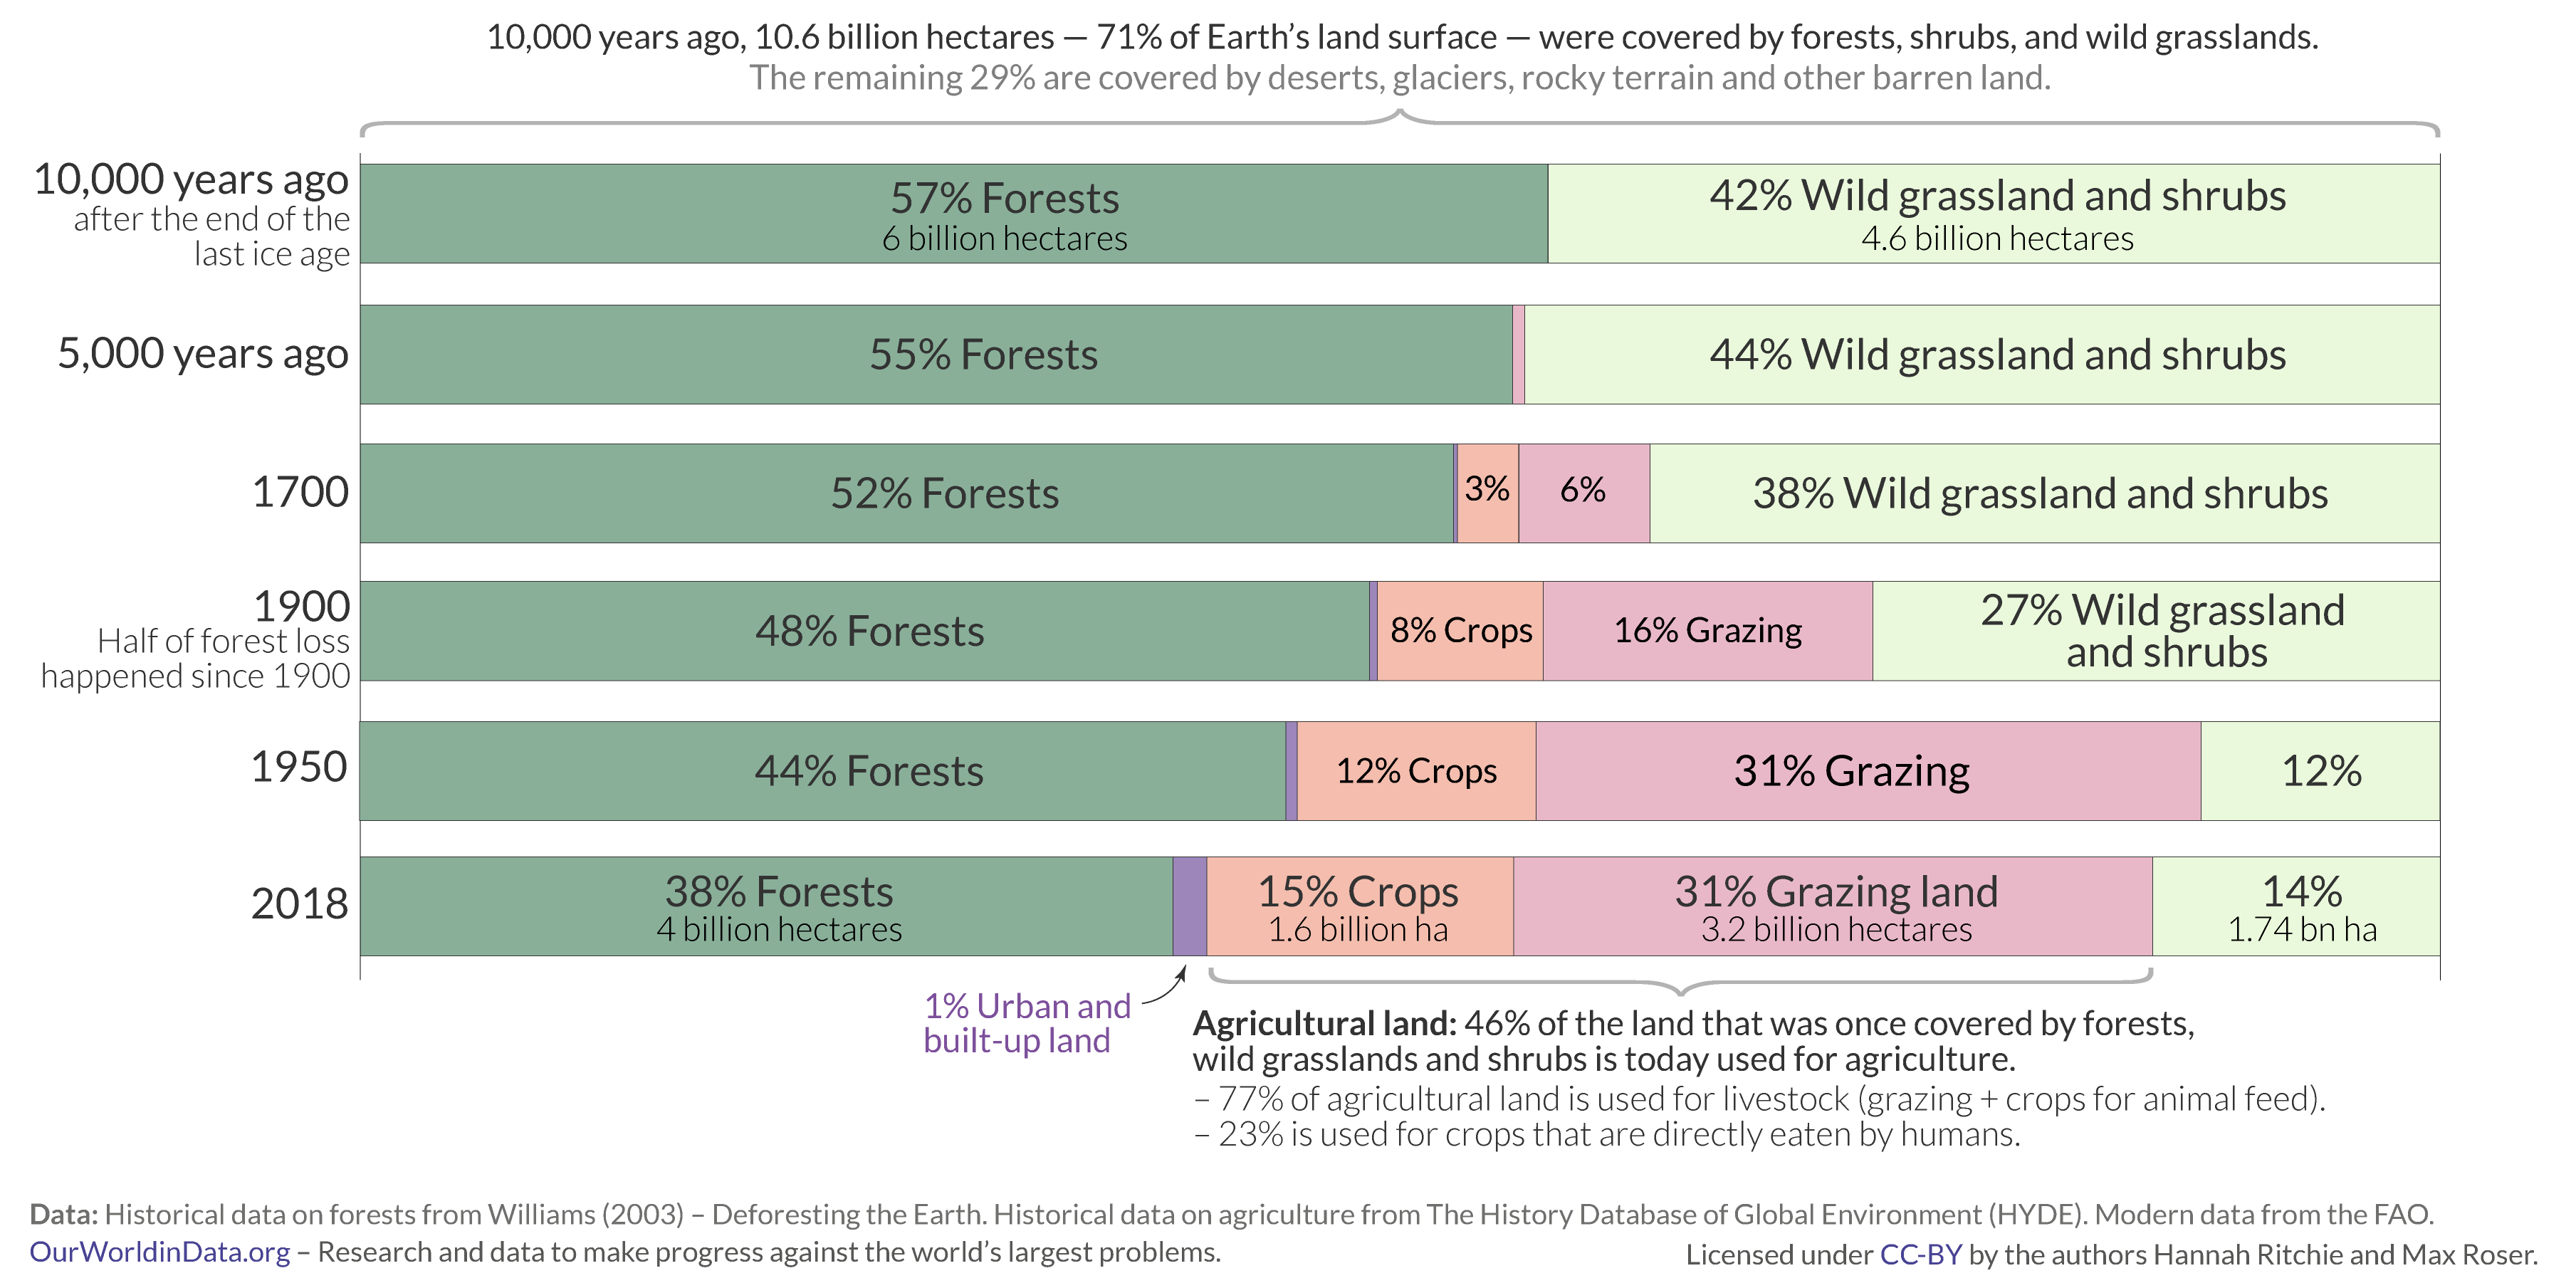 10,000 years ago, 10.6 billion hectares — 71% of Earth’s land surface — were covered by forests, shrubs, and wild grasslands.
The remaining 29% are covered by deserts, glaciers, rocky terrain and other barren land.
10,000 years ago
after the end of the
last ice age
57% Forests
6 billion hectares
42% Wild grassland and shrubs
4.6 billion hectares
5,000 years ago
55% Forests
44% Wild grassland and shrubs
1700
52% Forests
3%
6%
38% Wild grassland and shrubs
1900
Half of forest loss
happened since 1900
48% Forests
8% Crops
16% Grazing
27% Wild grassland
and shrubs
1950
44% Forests
12% Crops
31% Grazing
12%
2018
38% Forests
4 billion hectares
15% Crops
1.6 billion ha
31% Grazing land
3.2 billion hectares
14%
1.74 bn ha
1% Urban and
built-up land
Agricultural land: 46% of the land that was once covered by forests,
wild grasslands and shrubs is today used for agriculture.
– 77% of agricultural land is used for livestock (grazing + crops for animal feed).
– 23% is used for crops that are directly eaten by humans.
Data: Historical data on forests from Williams (2003) – Deforesting the Earth. Historical data on agriculture from The History Database of Global Environment (HYDE). Modern data from the FAO.
OurWorldinData.org – Research and data to make progress against the world’s largest problems.
Licensed under CC-BY by the authors Hannah Ritchie and Max Roser.